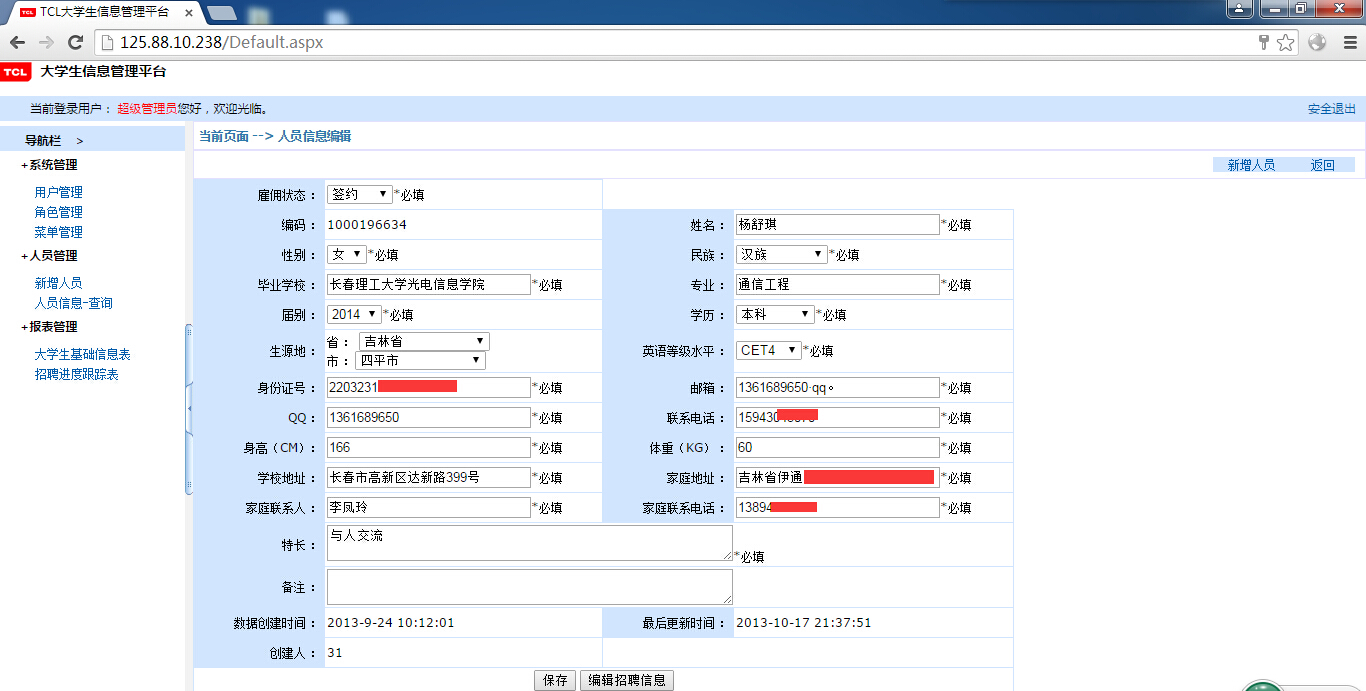 TCL大学生信息管理平台
125.88.10.238/Default.aspx
TCL 大学生信息管理平台
当前登录用户： 超级管理员您好，欢迎光临。 安全退出
导航栏 > 当前页面 --> 人员信息编辑
+系统管理
用户管理
角色管理
菜单管理
+人员管理
新增人员
人员信息-查询
+报表管理
大学生基础信息表
招聘进度跟踪表
新增人员 返回
雇佣状态： 签约 *必填
编码： 1000196634 姓名： 杨舒琪 *必填
性别： 女 *必填 民族： 汉族 *必填
毕业学校： 长春理工大学光电信息学院 *必填 专业： 通信工程 *必填
届别： 2014 *必填 学历： 本科 *必填
生源地： 省： 吉林省
市： 四平市
英语等级水平： CET4 *必填
身份证号： 2203231 *必填 邮箱： 1361689650·qq。 *必填
QQ： 1361689650 *必填 联系电话： 15943 *必填
身高（CM）： 166 *必填 体重（KG）： 60 *必填
学校地址： 长春市高新区达新路399号 *必填 家庭地址： 吉林省伊通 *必填
家庭联系人： 李凤玲 *必填 家庭联系电话： 13894 *必填
特长： 与人交流 *必填
备注：
数据创建时间： 2013-9-24 10:12:01 最后更新时间： 2013-10-17 21:37:51
创建人： 31
保存 编辑招聘信息